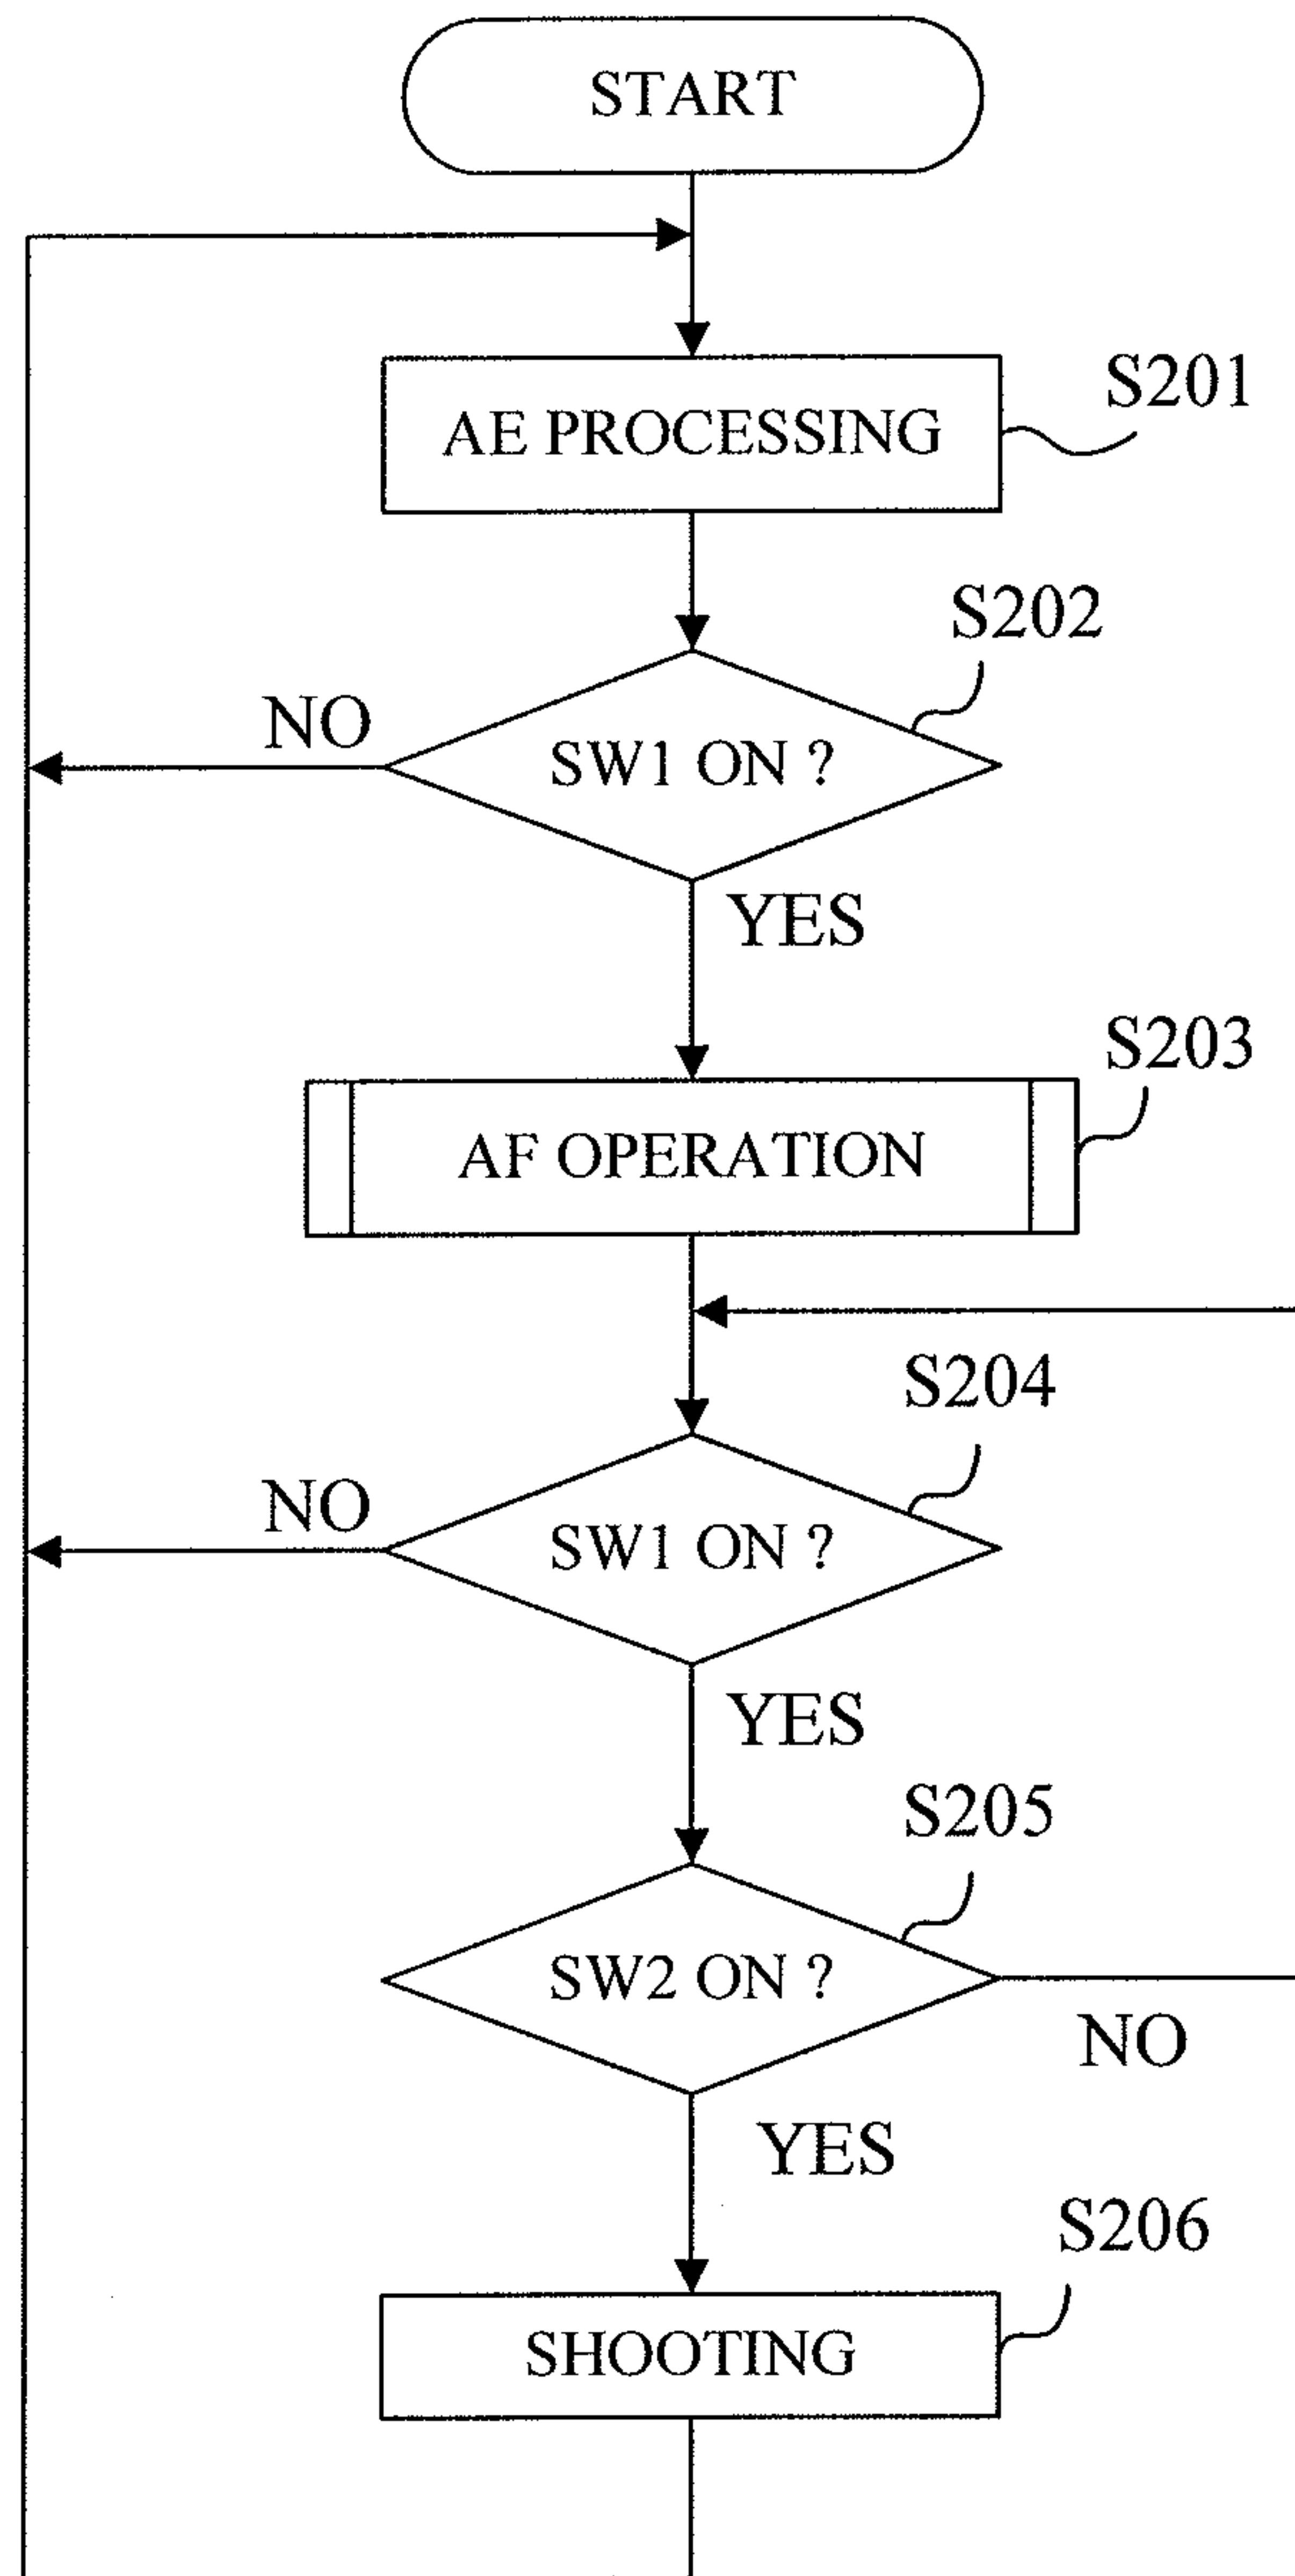 START
AE PROCESSING
S201
S202
SW1 ON ?
NO
YES
S203
AF OPERATION
S204
SW1 ON ?
NO
YES
S205
SW2 ON ?
NO
YES
S206
SHOOTING